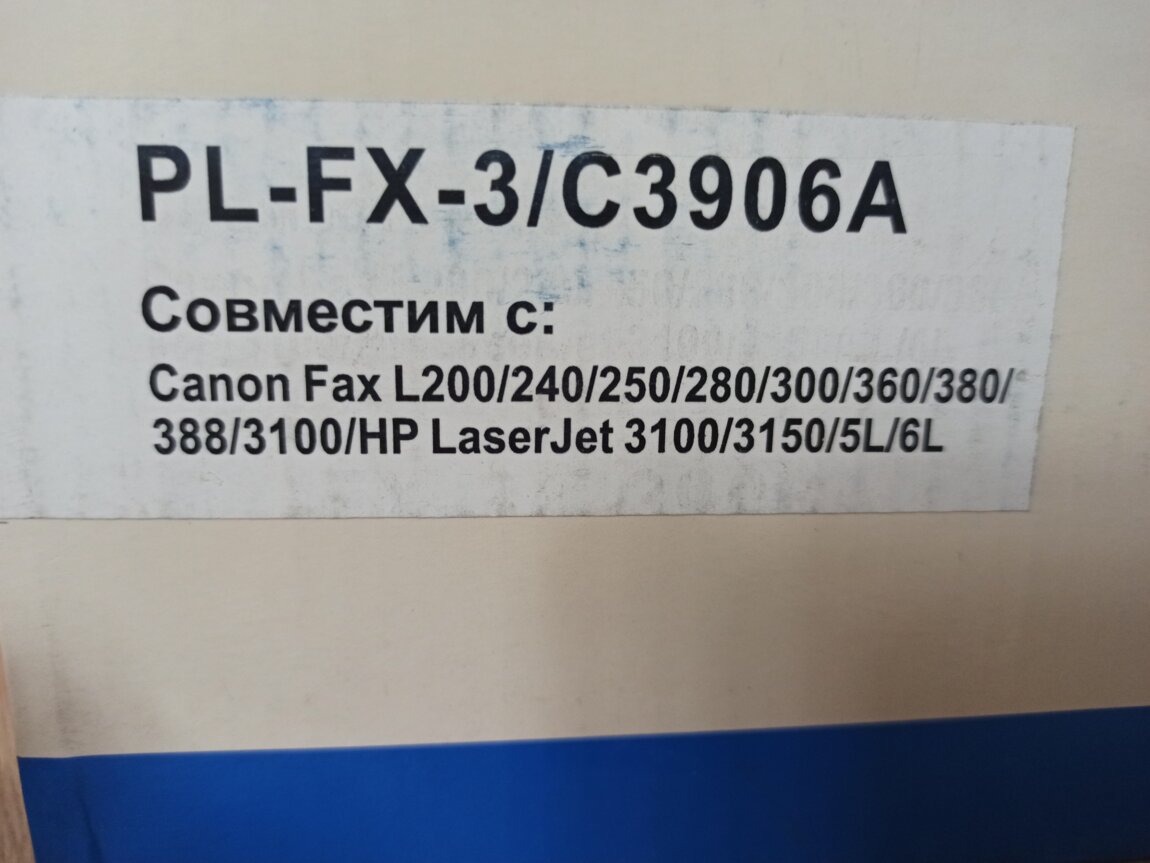 PL-FX-3/C3906A
Совместим с:
Canon Fax L200/240/250/280/300/360/380/
388/3100/HP LaserJet 3100/3150/5L/6L